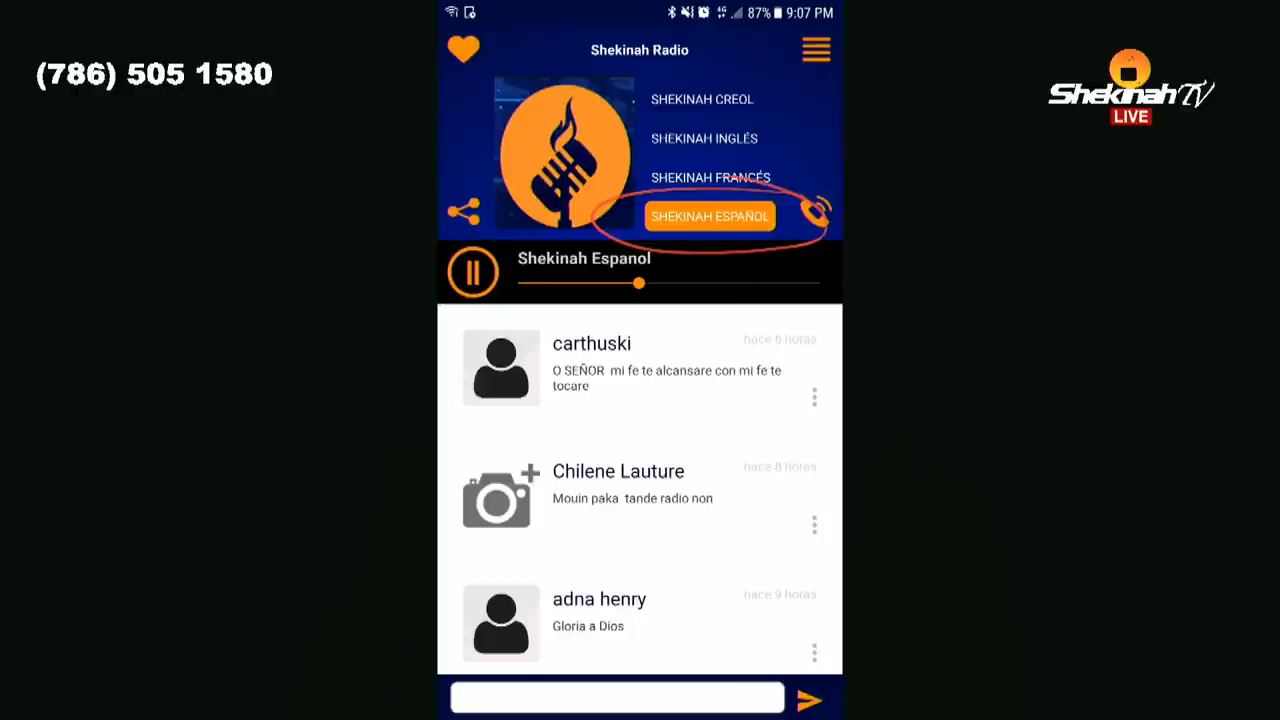 87% 9:07 PM
Shekinah Radio
(786) 505 1580
Shekinah TV
LIVE
SHEKINAH CREOL
SHEKINAH INGLÉS
SHEKINAH FRANCÉS
SHEKINAH ESPAÑOL
Shekinah Espanol
carthuski
hace 6 horas
O SEÑOR mi fe te alcansare con mi fe te
tocare
Chilene Lauture
hace 8 horas
Mouin paka tande radio non
adna henry
hace 9 horas
Gloria a Dios